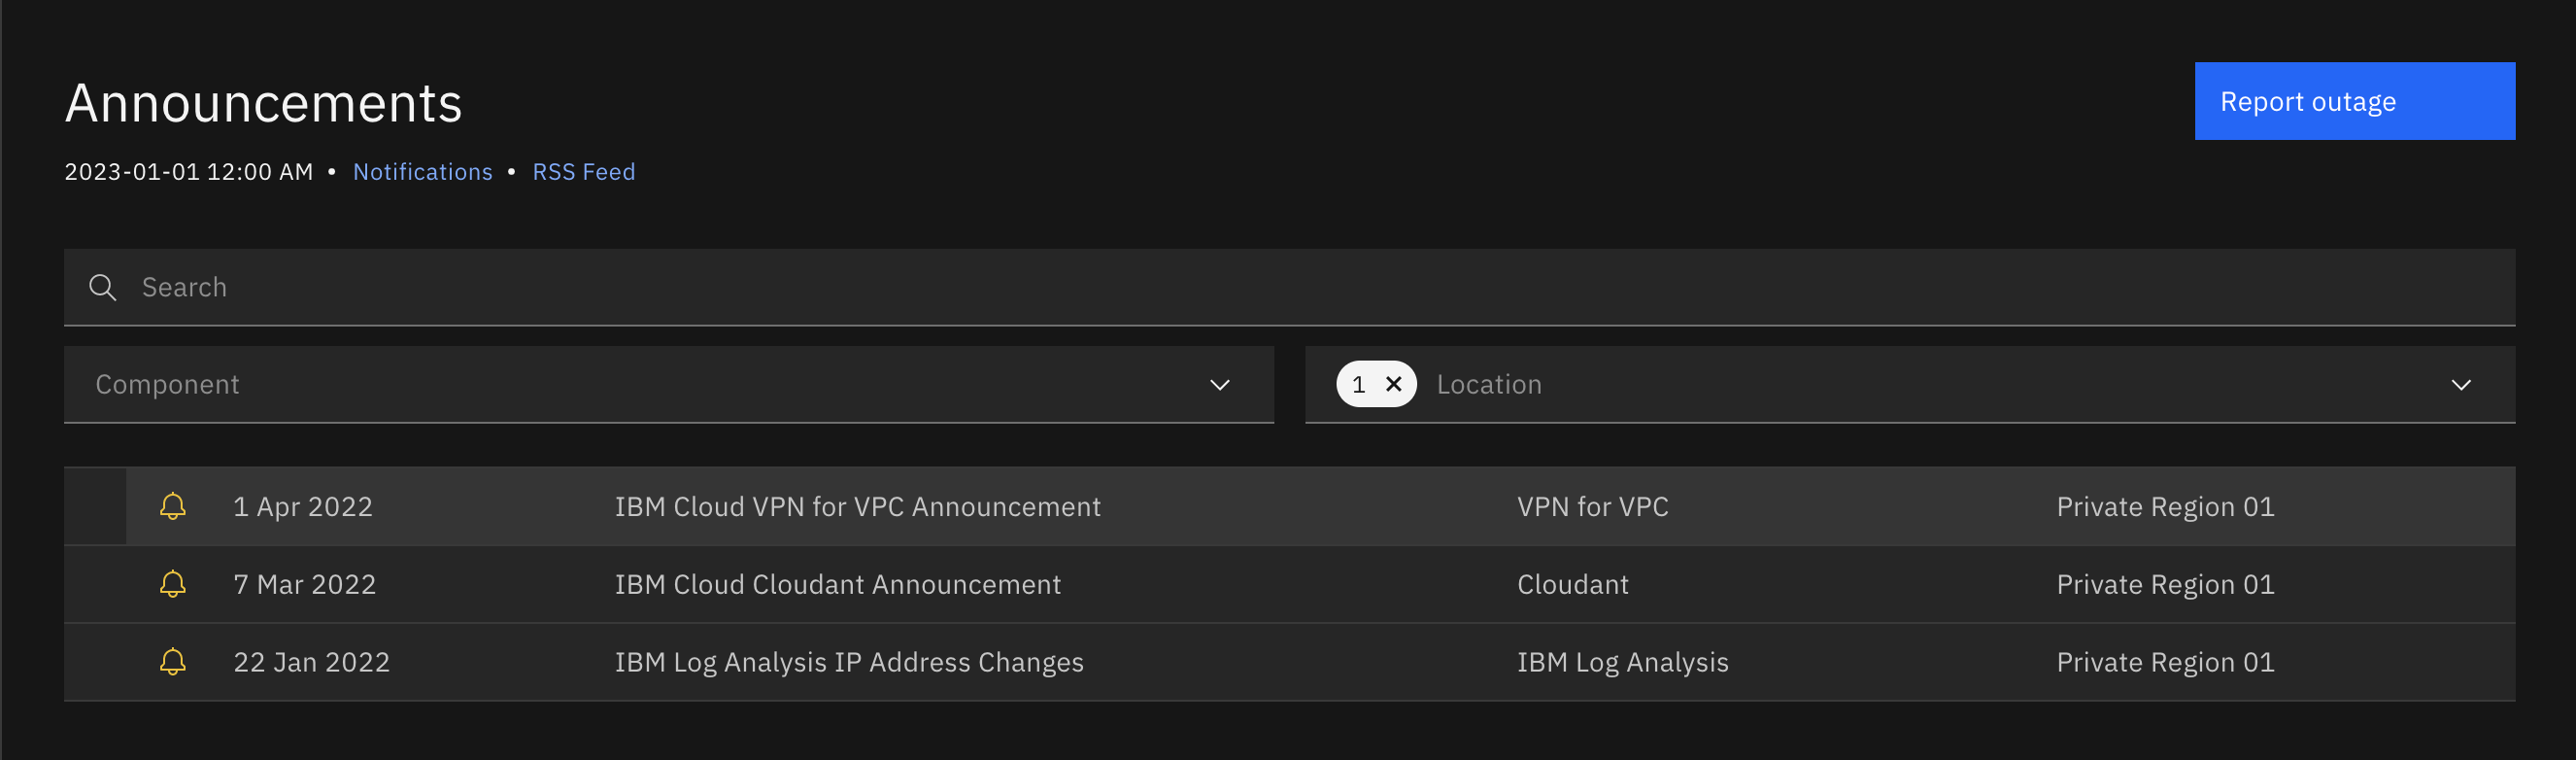 Announcements
Report outage
2023-01-01 12:00 AM • Notifications • RSS Feed
Search
Component
1 × Location
1 Apr 2022 IBM Cloud VPN for VPC Announcement VPN for VPC Private Region 01
7 Mar 2022 IBM Cloud Cloudant Announcement Cloudant Private Region 01
22 Jan 2022 IBM Log Analysis IP Address Changes IBM Log Analysis Private Region 01